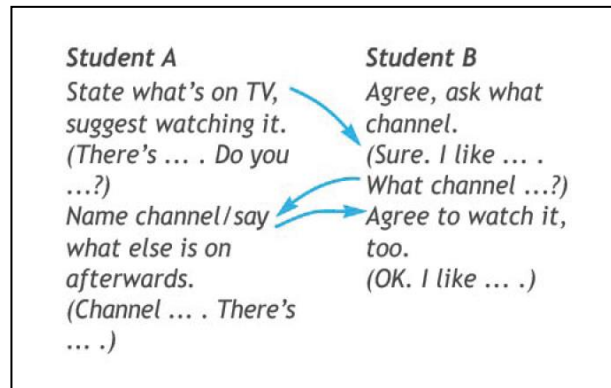 Student A
State what's on TV,
suggest watching it.
(There's ... . Do you
...?)
Name channel/say
what else is on
afterwards.
(Channel ... . There's
... .)
Student B
Agree, ask what
channel.
(Sure. I like ... .
What channel ...?)
Agree to watch it,
too.
(OK. I like ... .)